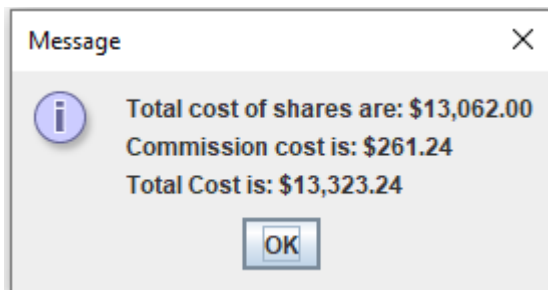 Message
Total cost of shares are: $13,062.00
Commission cost is: $261.24
Total Cost is: $13,323.24
OK